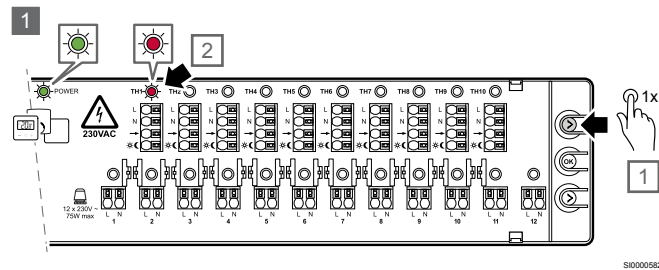 1
2
POWER
TH1 TH2 TH3 TH4 TH5 TH6 TH7 TH8 TH9 TH10
1x
L L L L L L L L L L
N N N N N N N N N N
230VAC
OK
1
12 x 230V ~
75W max
L N L N L N L N L N L N L N L N L N L N L N L N
1 2 3 4 5 6 7 8 9 10 11 12
SI0000582